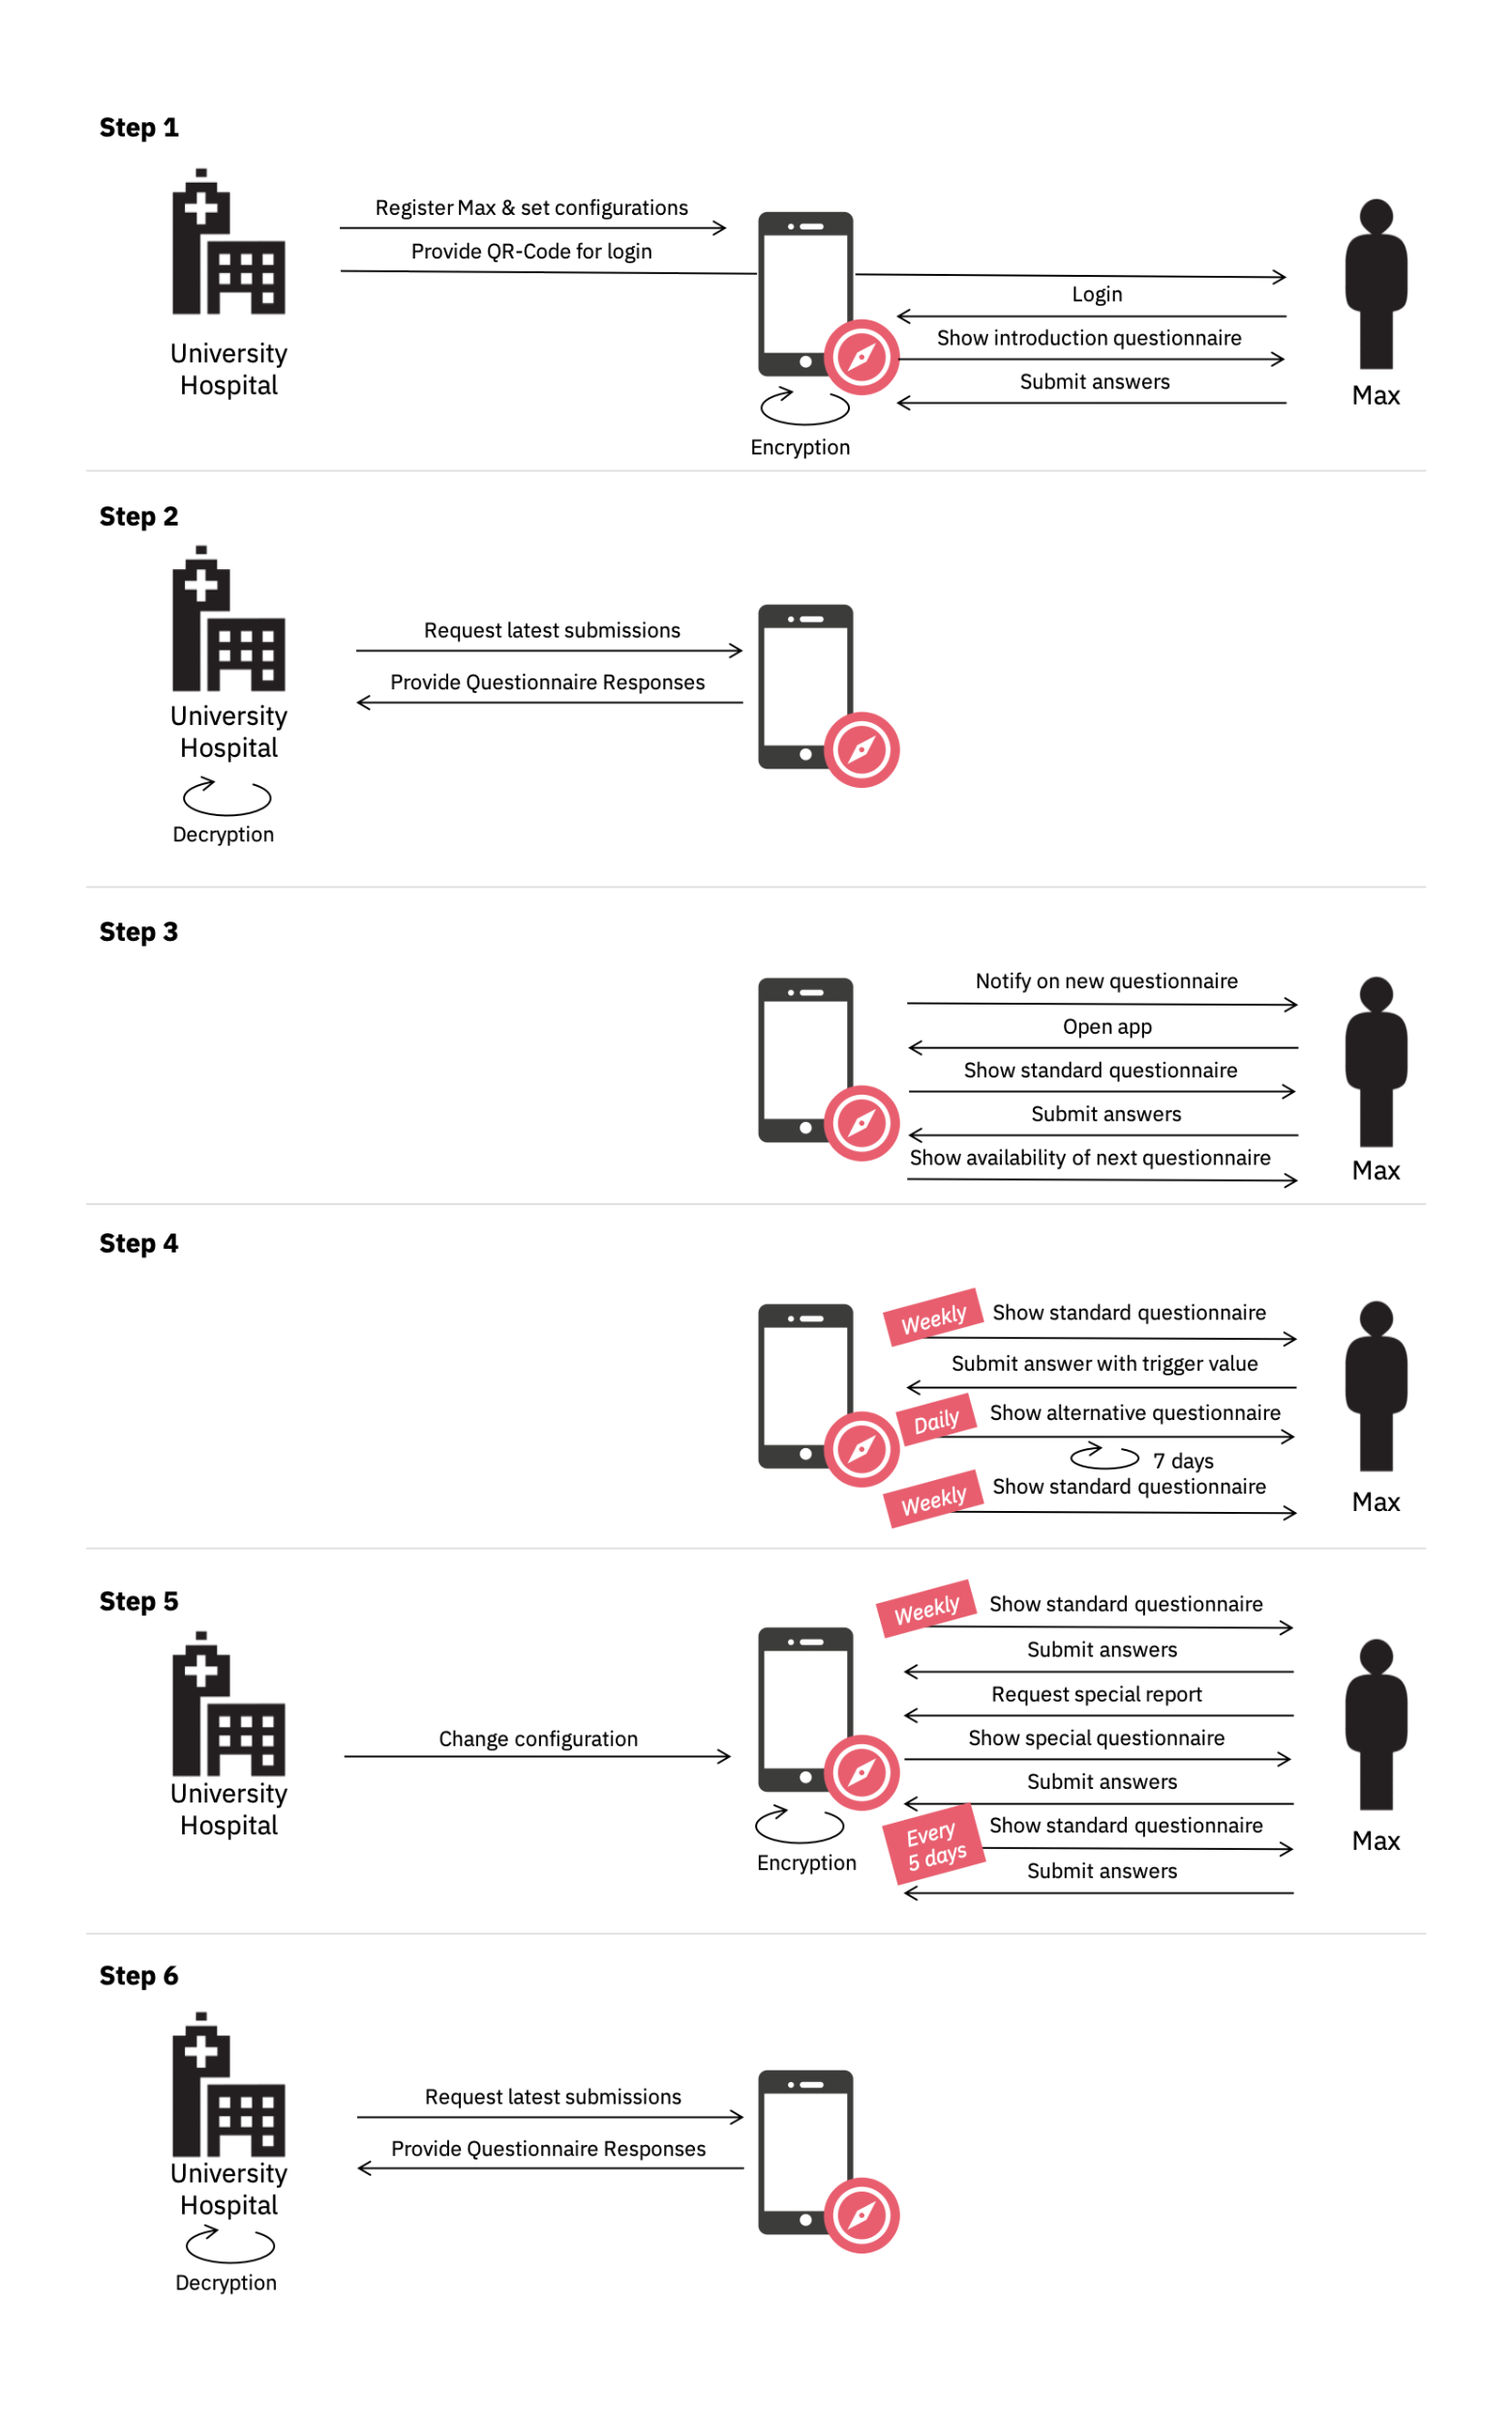 Step 1
Register Max & set configurations
Provide QR-Code for login
Login
Show introduction questionnaire
Submit answers
University
Hospital
Max
Encryption
Step 2
Request latest submissions
Provide Questionnaire Responses
University
Hospital
Decryption
Step 3
Notify on new questionnaire
Open app
Show standard questionnaire
Submit answers
Show availability of next questionnaire
Max
Step 4
Weekly
Show standard questionnaire
Submit answer with trigger value
Daily
Show alternative questionnaire
7 days
Weekly
Show standard questionnaire
Max
Step 5
Weekly
Show standard questionnaire
Submit answers
Request special report
Change configuration
Show special questionnaire
Submit answers
University
Hospital
Every
5 days
Show standard questionnaire
Submit answers
Max
Encryption
Step 6
Request latest submissions
Provide Questionnaire Responses
University
Hospital
Decryption